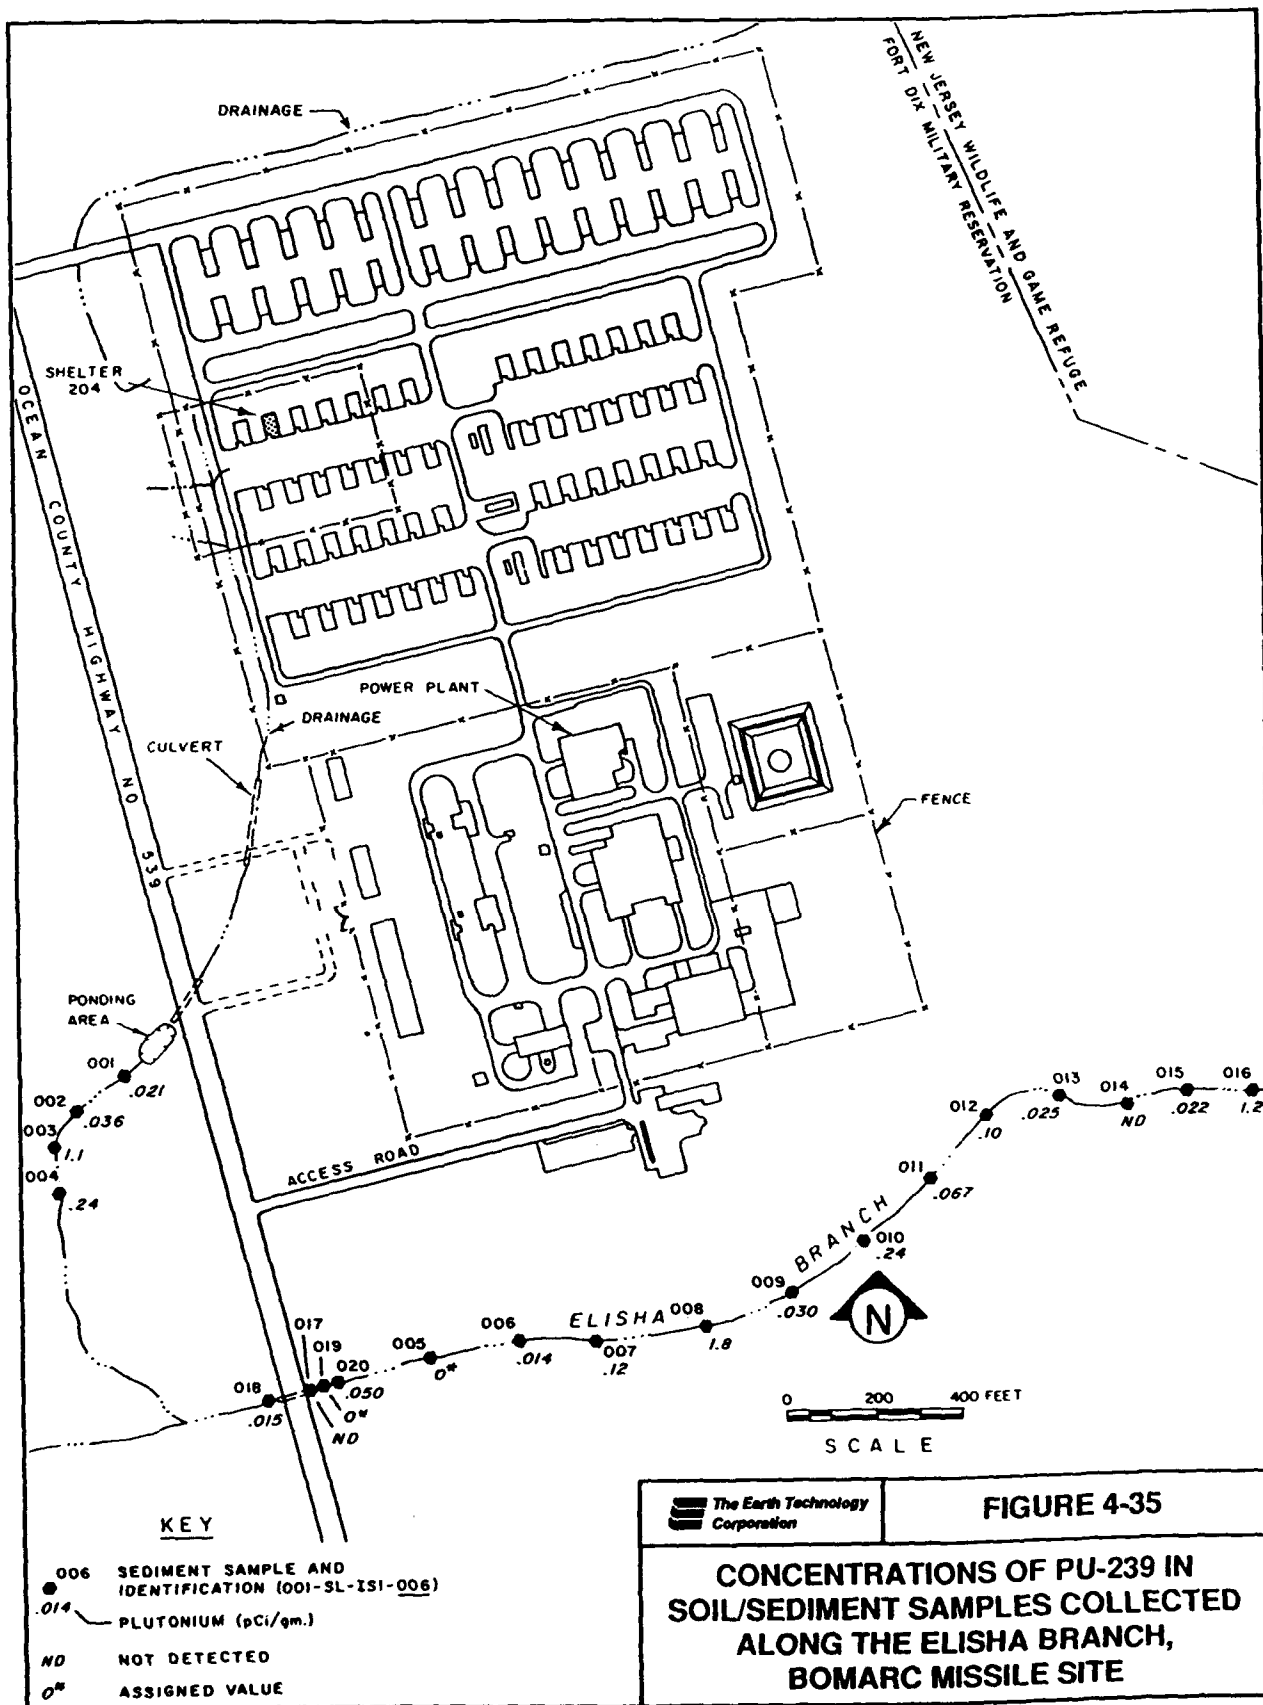 DRAINAGE
NEW JERSEY WILDLIFE AND GAME REFUGE
FORT DIX MILITARY RESERVATION
SHELTER
204
OCEAN COUNTY HIGHWAY NO 539
POWER PLANT
DRAINAGE
CULVERT
FENCE
PONDING
AREA
001
.021
002
.036
003
1.1
004
.24
ACCESS ROAD
013
.025
014
ND
015
.022
016
1.2
012
.10
011
.067
010
.24
009
.030
ELISHA BRANCH
008
1.8
007
.12
006
.014
005
0*
017
019
020
.050
0*
ND
018
.015
N
0 200 400 FEET
SCALE
KEY
006 SEDIMENT SAMPLE AND
IDENTIFICATION (001-SL-ISI-006)
.014 PLUTONIUM (pCi/gm.)
ND NOT DETECTED
0* ASSIGNED VALUE
The Earth Technology
Corporation
FIGURE 4-35
CONCENTRATIONS OF PU-239 IN
SOIL/SEDIMENT SAMPLES COLLECTED
ALONG THE ELISHA BRANCH,
BOMARC MISSILE SITE